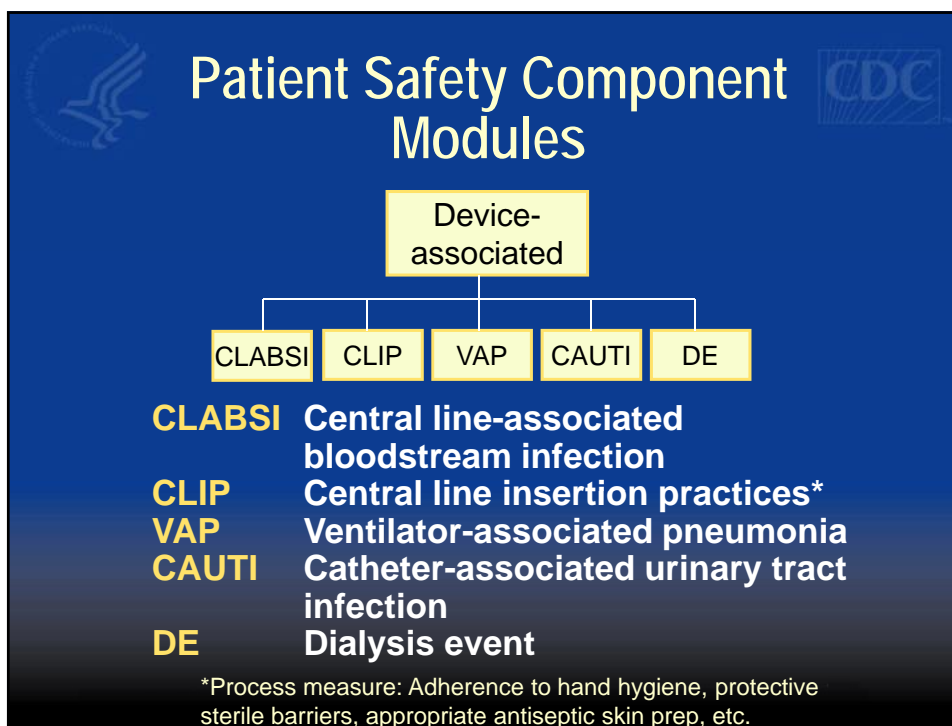 Patient Safety Component
Modules
CDC
Device-
associated
CLABSI CLIP VAP CAUTI DE
CLABSI Central line-associated
bloodstream infection
CLIP Central line insertion practices*
VAP Ventilator-associated pneumonia
CAUTI Catheter-associated urinary tract
infection
DE Dialysis event
*Process measure: Adherence to hand hygiene, protective
sterile barriers, appropriate antiseptic skin prep, etc.